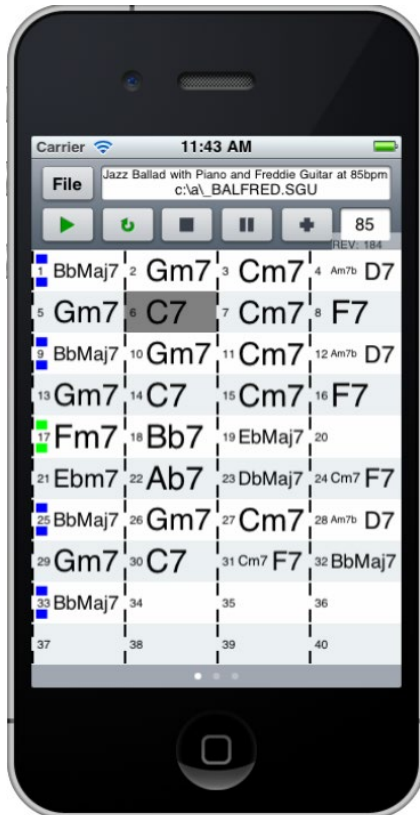 Carrier 11:43 AM
File Jazz Ballad with Piano and Freddie Guitar at 85bpm
c:\a\_BALFRED.SGU
85
REV: 184
1 BbMaj7 2 Gm7 3 Cm7 4 Am7b D7
5 Gm7 6 C7 7 Cm7 8 F7
9 BbMaj7 10 Gm7 11 Cm7 12 Am7b D7
13 Gm7 14 C7 15 Cm7 16 F7
17 Fm7 18 Bb7 19 EbMaj7 20
21 Ebm7 22 Ab7 23 DbMaj7 24 Cm7 F7
25 BbMaj7 26 Gm7 27 Cm7 28 Am7b D7
29 Gm7 30 C7 31 Cm7 F7 32 BbMaj7
33 BbMaj7 34 35 36
37 38 39 40